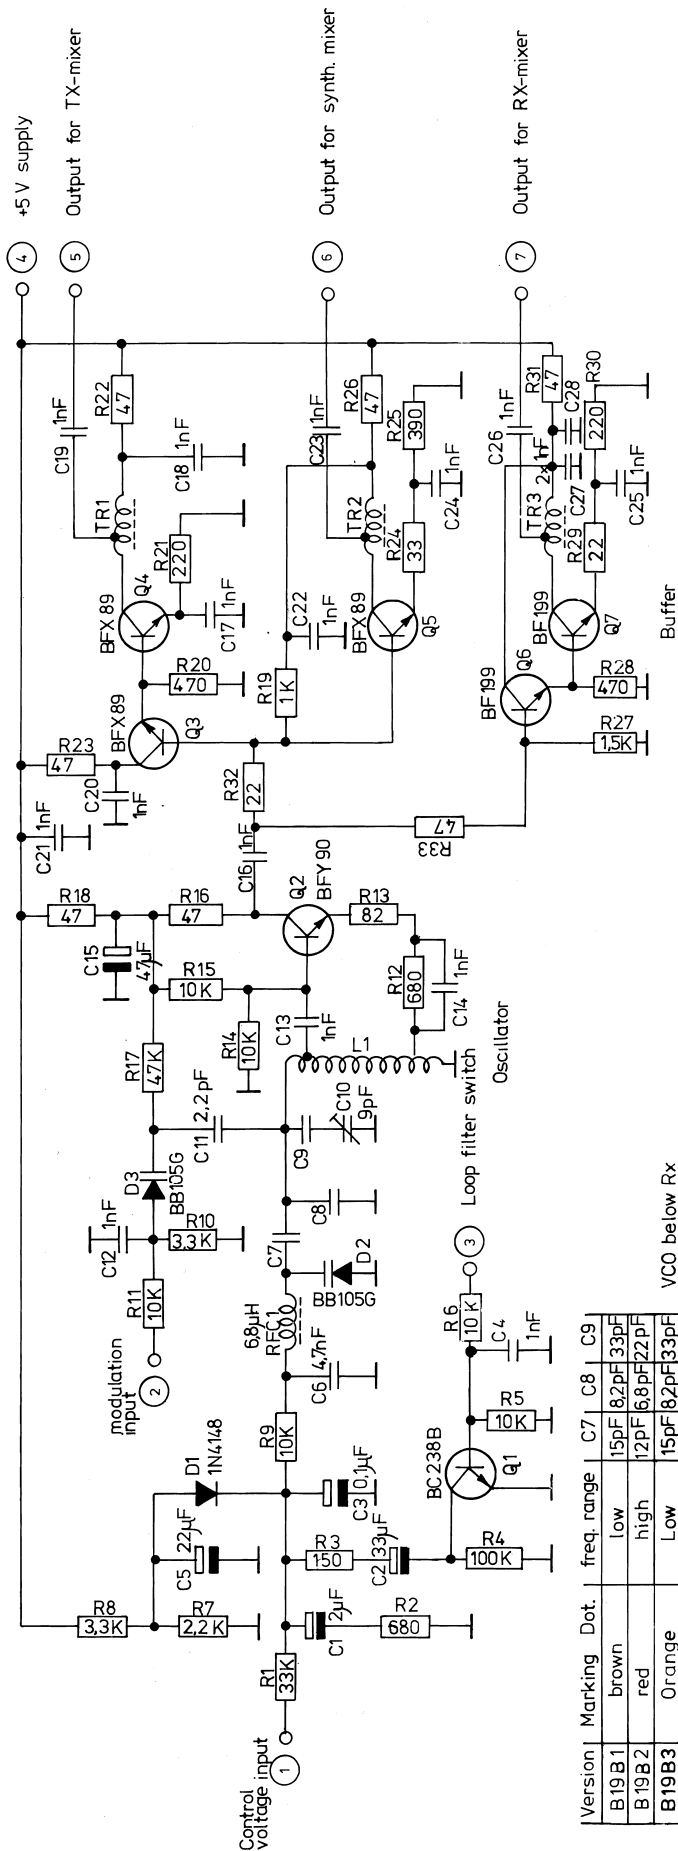 4
+5 V supply
5
Output for TX-mixer
6
Output for synth. mixer
7
Output for RX-mixer
C19
1nF
R22
47
C18
1nF
TR1
R21
220
Q4
BFX 89
C17
1nF
R20
470
BFX89
Q3
R23
47
C20
1nF
C21
1nF
C23
1nF
R26
47
R25
390
TR2
C24
1nF
R24
33
C22
1nF
BFX89
Q5
R19
1K
R32
22
C26
1nF
R31
47
C28
R30
220
2x1nF
C27
TR3
R29
22
C25
1nF
BF199
Q7
Q6
BF199
R28
470
R27
1,5K
Buffer
R33
47
C16
1nF
R18
47
C15
47µF
R16
47
Q2
BFY 90
R13
82
R15
10K
R14
10K
C13
1nF
R12
680
C14
1nF
L1
Oscillator
R17
47K
C11
2,2pF
C9
C10
9pF
C8
C7
D3
BB105G
C12
1nF
R10
3,3K
R11
10K
2
modulation
input
D2
BB105G
6,8µH
RFC1
C6
4,7nF
R9
10K
D1
1N4148
C5
22µF
C3
0,1µF
R3
150
C2
33µF
R8
3,3K
R7
2,2K
C1
2µF
R2
680
R1
33K
1
Control
voltage input
3
Loop filter switch
R6
10K
C4
1nF
R5
10K
BC238B
Q1
R4
100K
Version Marking Dot. freq. range C7 C8 C9
B19B1 brown low 15pF 8,2pF 33pF
B19B2 red high 12pF 6,8pF 22pF
B19B3 Orange Low 15pF 8,2pF 33pF
VCO below Rx